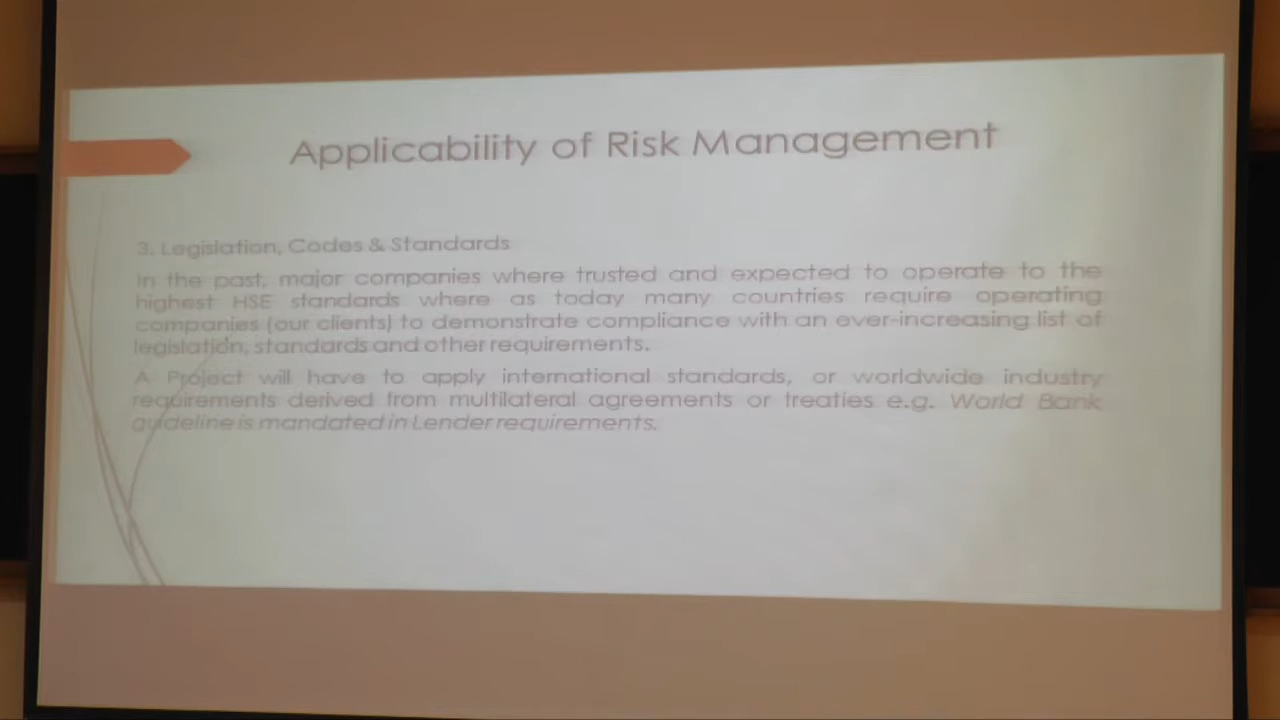 Applicability of Risk Management
3. Legislation, Codes & Standards
In the past, major companies where trusted and expected to operate to the
highest HSE standards where as today many countries require operating
companies (our clients) to demonstrate compliance with an ever-increasing list of
legislation, standards and other requirements.
A Project will have to apply international standards, or worldwide industry
requirements derived from multilateral agreements or treaties e.g. World Bank
guideline is mandated in Lender requirements.